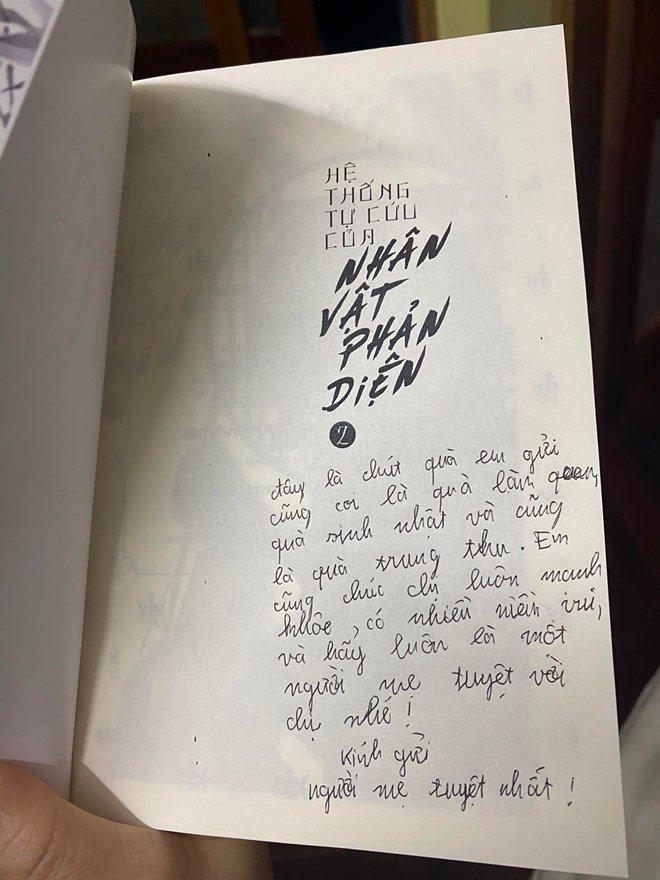 HỆ
THỐNG
TỰ CỨU
CỦA
NHÂN
VẬT
PHẢN
DIỆN
2
đây là chút quà em gửi
cũng coi là quà làm quen,
quà sinh nhật và cũng
là quà trung thu. Em
cũng chúc chị luôn mạnh
khỏe, có nhiều niềm vui,
và hãy luôn là một
người mẹ tuyệt vời
chị nhé!
Kính gửi
người mẹ tuyệt nhất!